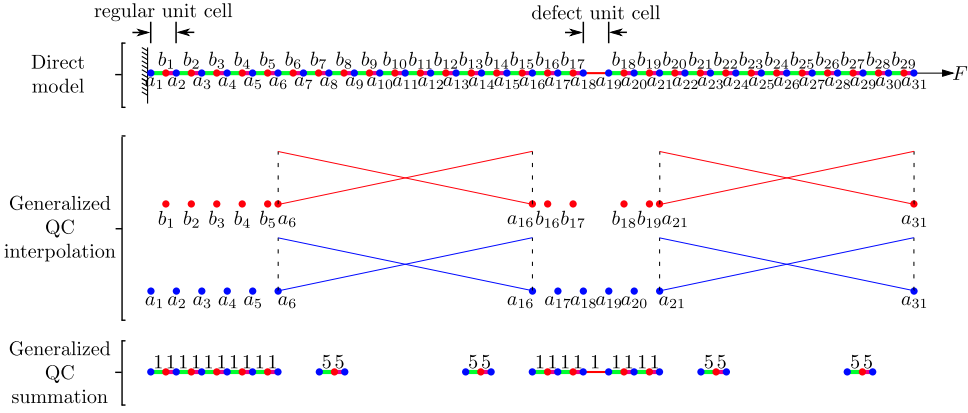 regular unit cell
defect unit cell
Direct model
b₁ b₂ b₃ b₄ b₅ b₆ b₇ b₈ b₉ b₁₀ b₁₁ b₁₂ b₁₃ b₁₄ b₁₅ b₁₆ b₁₇ b₁₈ b₁₉ b₂₀ b₂₁ b₂₂ b₂₃ b₂₄ b₂₅ b₂₆ b₂₇ b₂₈ b₂₉
F
a₁ a₂ a₃ a₄ a₅ a₆ a₇ a₈ a₉ a₁₀ a₁₁ a₁₂ a₁₃ a₁₄ a₁₅ a₁₆ a₁₇ a₁₈ a₁₉ a₂₀ a₂₁ a₂₂ a₂₃ a₂₄ a₂₅ a₂₆ a₂₇ a₂₈ a₂₉ a₃₀ a₃₁
Generalized
QC
interpolation
b₁ b₂ b₃ b₄ b₅ a₆ a₁₆ b₁₆ b₁₇ b₁₈ b₁₉ a₂₁ a₃₁
a₁ a₂ a₃ a₄ a₅ a₆ a₁₆ a₁₇ a₁₈ a₁₉ a₂₀ a₂₁ a₃₁
Generalized
QC
summation
1 1 1 1 1 1 1 1 1 1 5 5 5 5 1 1 1 1 1 1 1 1 1 5 5 5 5